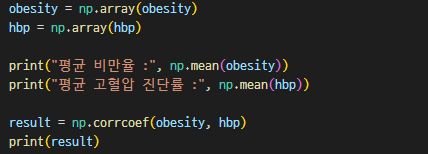 obesity = np.array(obesity)
hbp = np.array(hbp)
print("평균 비만율 :", np.mean(obesity))
print("평균 고혈압 진단률 :", np.mean(hbp))
result = np.corrcoef(obesity, hbp)
print(result)